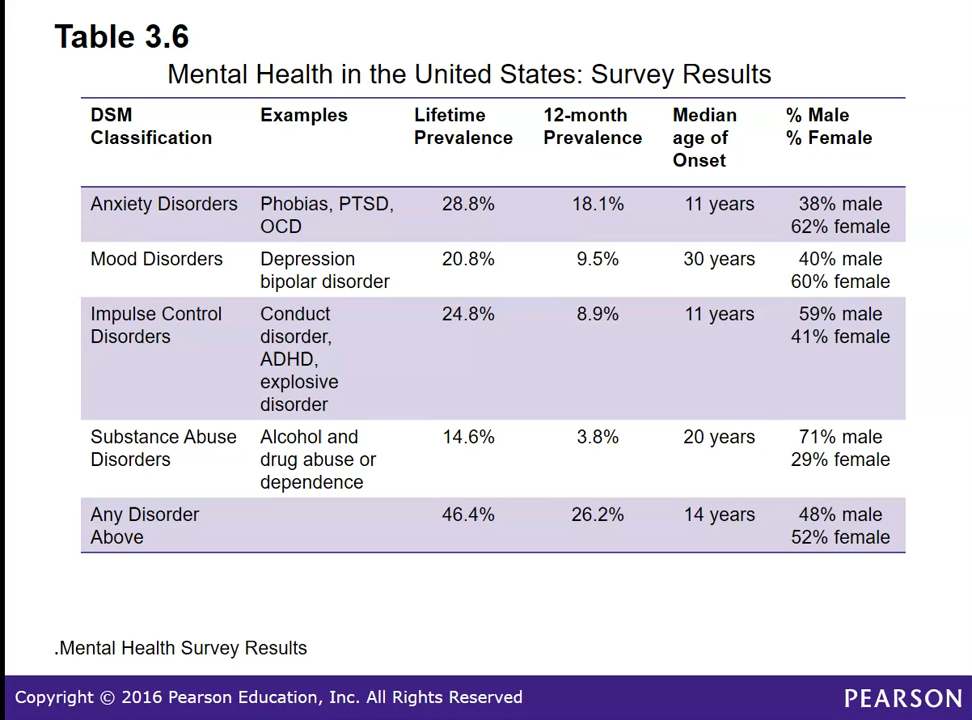 Table 3.6
Mental Health in the United States: Survey Results
DSM Classification Examples Lifetime Prevalence 12-month Prevalence Median age of Onset % Male % Female
Anxiety Disorders Phobias, PTSD, OCD 28.8% 18.1% 11 years 38% male 62% female
Mood Disorders Depression bipolar disorder 20.8% 9.5% 30 years 40% male 60% female
Impulse Control Disorders Conduct disorder, ADHD, explosive disorder 24.8% 8.9% 11 years 59% male 41% female
Substance Abuse Disorders Alcohol and drug abuse or dependence 14.6% 3.8% 20 years 71% male 29% female
Any Disorder Above 46.4% 26.2% 14 years 48% male 52% female
.Mental Health Survey Results
Copyright © 2016 Pearson Education, Inc. All Rights Reserved
PEARSON